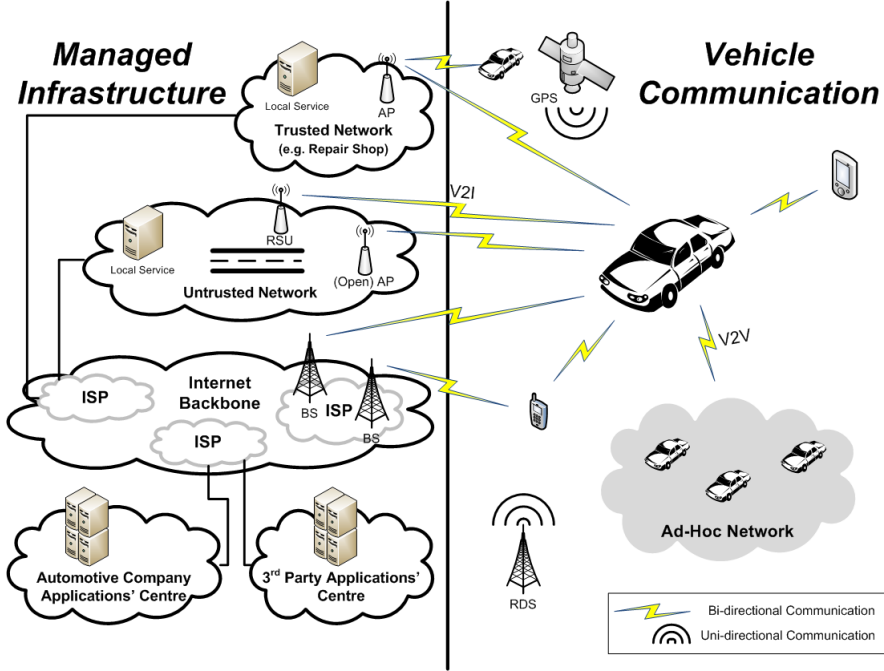 Managed
Infrastructure
Local Service
AP
Trusted Network
(e.g. Repair Shop)
RSU
Local Service
(Open) AP
Untrusted Network
ISP
Internet
Backbone
BS
ISP
BS
ISP
Automotive Company
Applications' Centre
3rd Party Applications'
Centre
Vehicle
Communication
GPS
V2I
V2V
Ad-Hoc Network
RDS
Bi-directional Communication
Uni-directional Communication